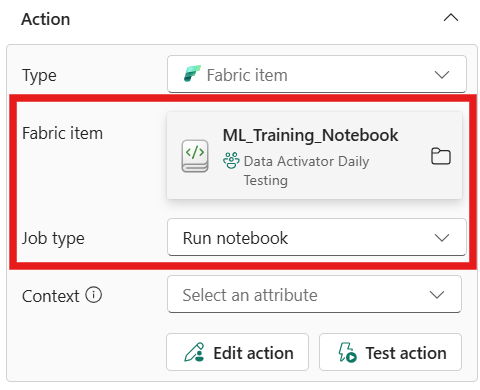 Action
Type
Fabric item
Fabric item
ML_Training_Notebook
Data Activator Daily
Testing
Job type
Run notebook
Context
Select an attribute
Edit action
Test action